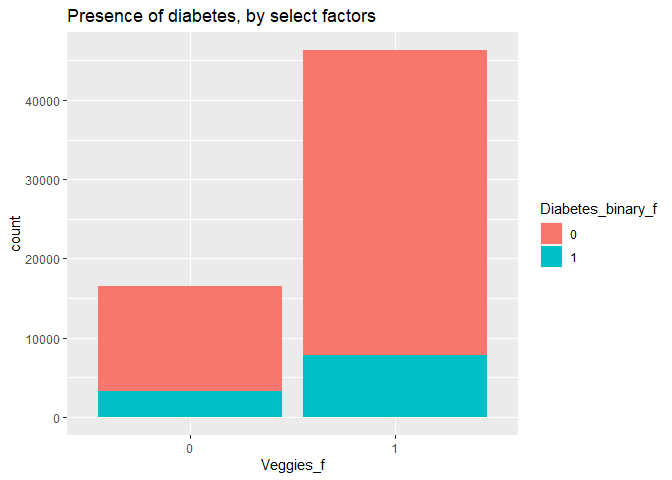 Presence of diabetes, by select factors
40000
30000
20000
10000
0
count
0 1
Veggies_f
Diabetes_binary_f
0
1